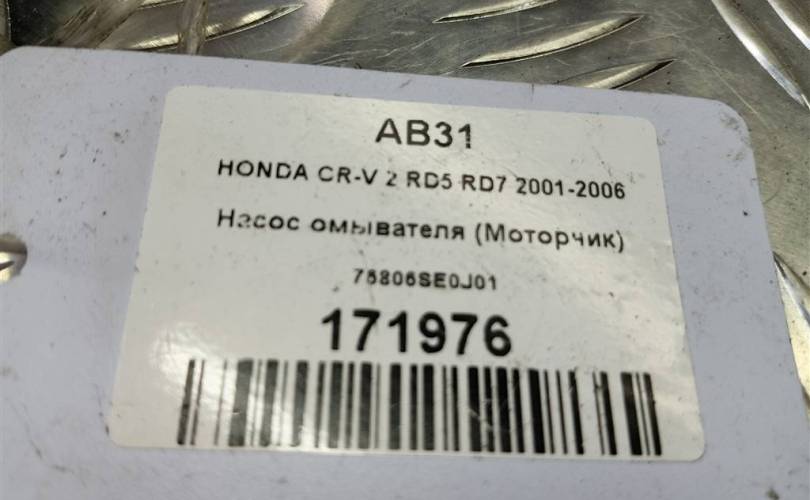 AB31
HONDA CR-V 2 RD5 RD7 2001-2006
Насос омывателя (Моторчик)
76806SE0J01
171976